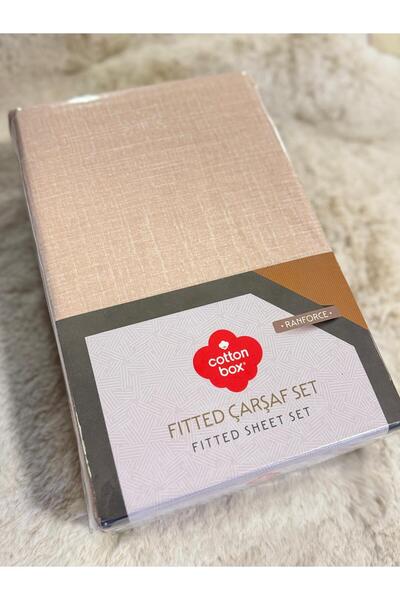 • RANFORCE •
cotton
box®
FITTED ÇARŞAF SET
FITTED SHEET SET